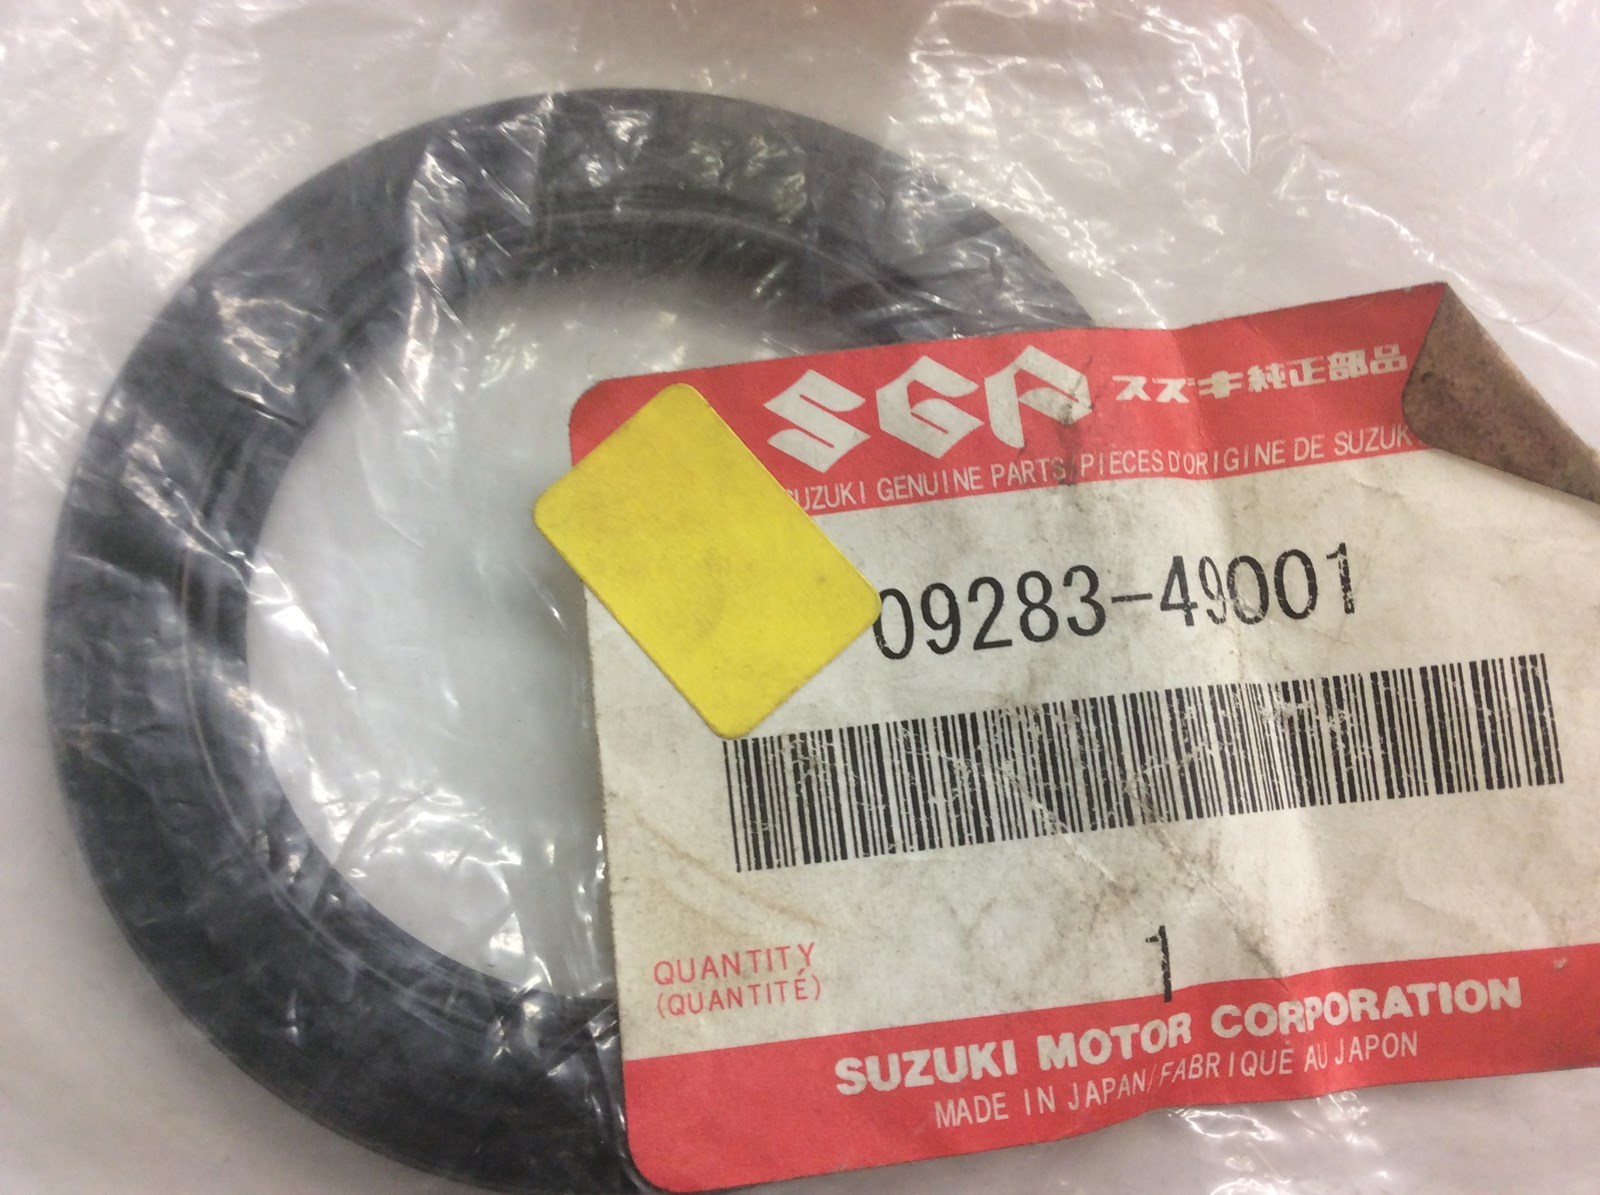 SGP スズキ純正部品
SUZUKI GENUINE PARTS/PIECES D'ORIGINE DE SUZUK
09283-49001
QUANTITY
(QUANTITÉ)
1
SUZUKI MOTOR CORPORATION
MADE IN JAPAN/FABRIQUÉ AU JAPON